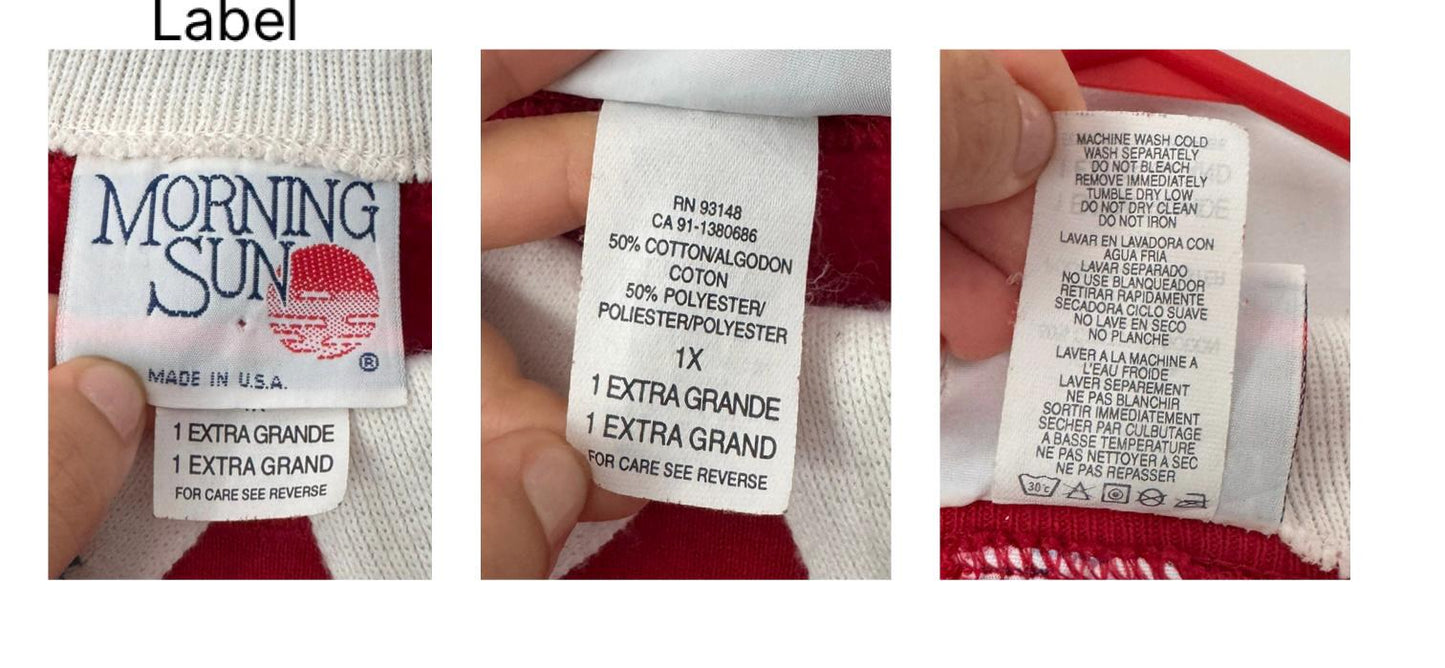 Label
MORNING
SUN
®
MADE IN U.S.A.
1 EXTRA GRANDE
1 EXTRA GRAND
FOR CARE SEE REVERSE
RN 93148
CA 91-1380686
50% COTTON/ALGODON
COTON
50% POLYESTER/
POLIESTER/POLYESTER
1X
1 EXTRA GRANDE
1 EXTRA GRAND
FOR CARE SEE REVERSE
MACHINE WASH COLD
WASH SEPARATELY
DO NOT BLEACH
REMOVE IMMEDIATELY
TUMBLE DRY LOW
DO NOT DRY CLEAN
DO NOT IRON
LAVAR EN LAVADORA CON
AGUA FRIA
LAVAR SEPARADO
NO USE BLANQUEADOR
RETIRAR RAPIDAMENTE
SECADORA CICLO SUAVE
NO LAVE EN SECO
NO PLANCHE
LAVER A LA MACHINE A
L'EAU FROIDE
LAVER SEPAREMENT
NE PAS BLANCHIR
SORTIR IMMEDIATEMENT
SECHER PAR CULBUTAGE
A BASSE TEMPERATURE
NE PAS NETTOYER A SEC
NE PAS REPASSER
30°c